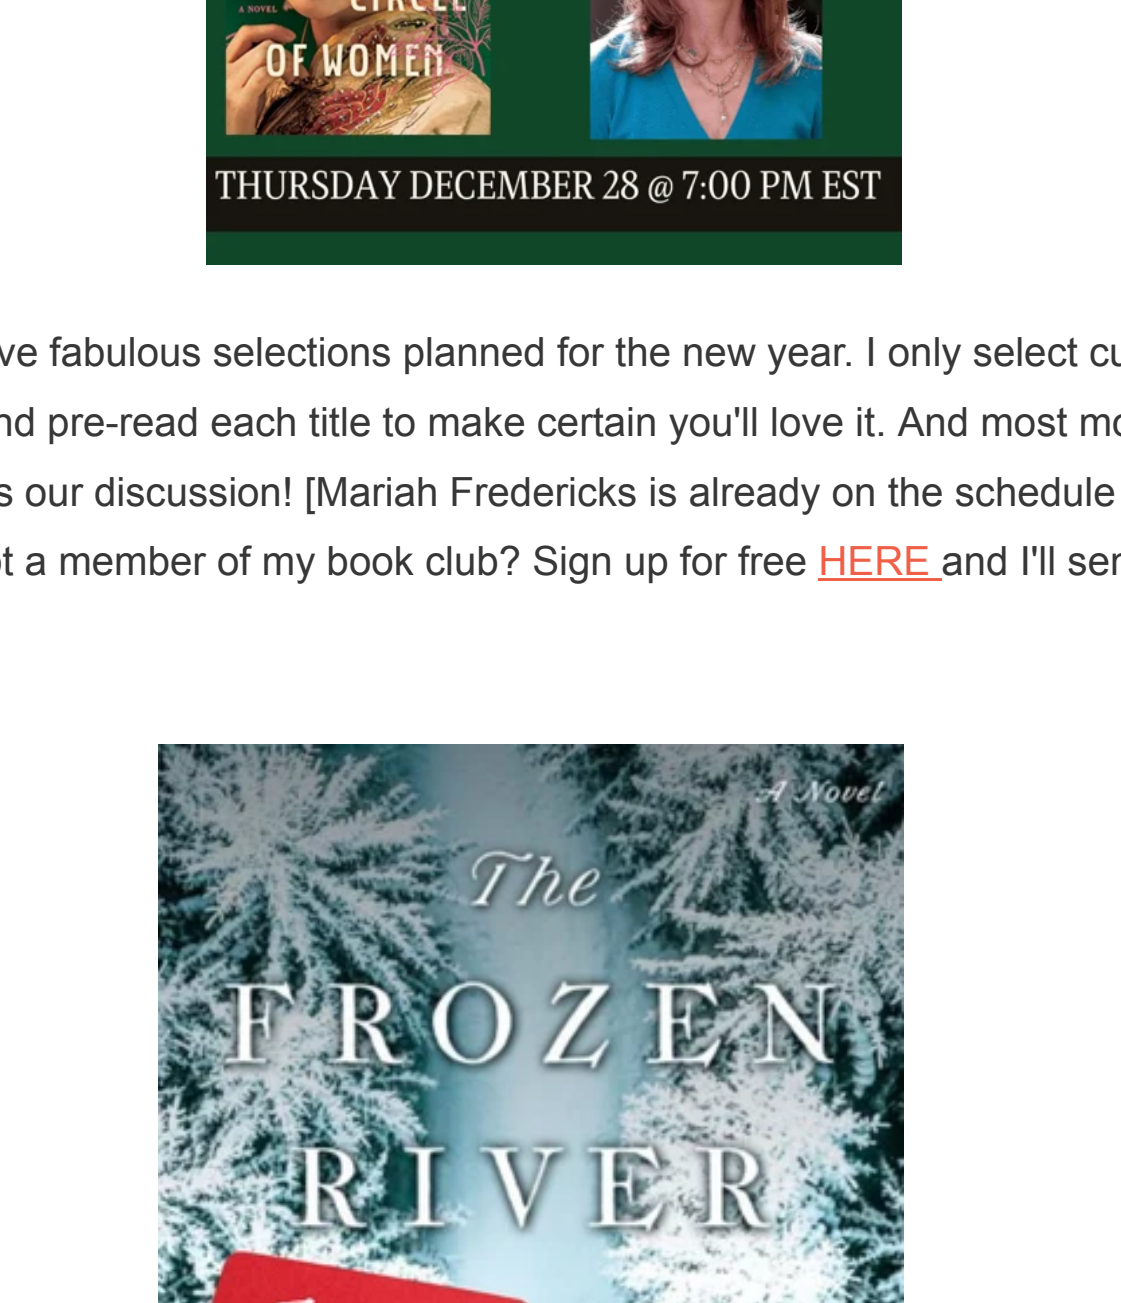 A NOVEL
CIRCLE
OF WOMEN
THURSDAY DECEMBER 28 @ 7:00 PM EST
ve fabulous selections planned for the new year. I only select cu
nd pre-read each title to make certain you'll love it. And most mo
s our discussion! [Mariah Fredericks is already on the schedule
ot a member of my book club? Sign up for free HERE and I'll ser
A Novel
The
FROZEN
RIVER